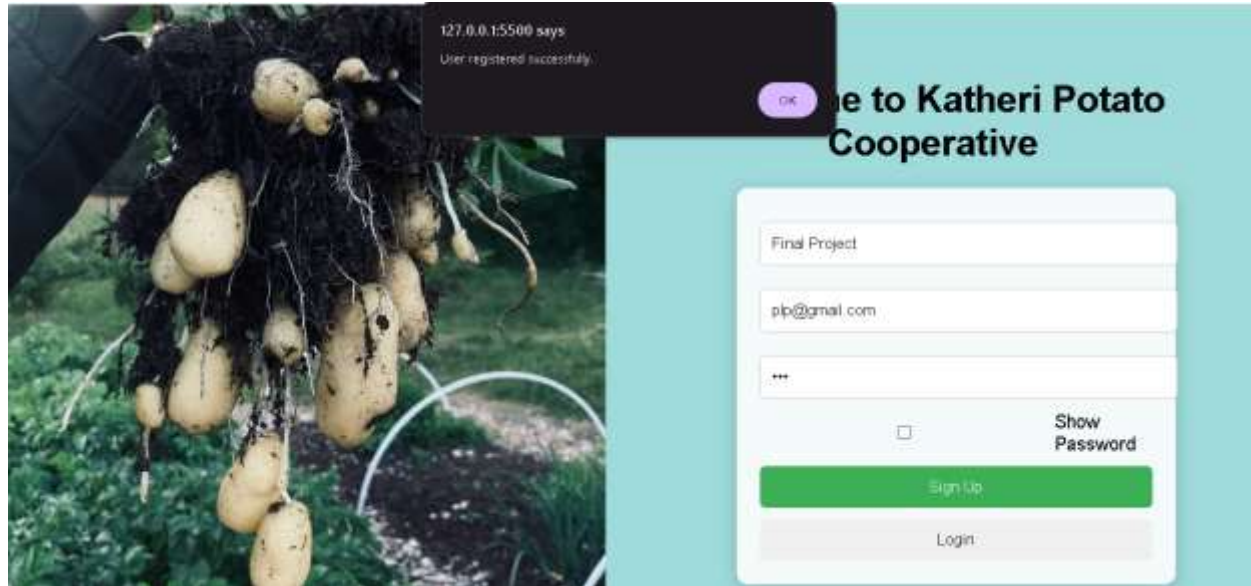 127.0.0.1:5500 says
User registered successfully.
OK
e to Katheri Potato
Cooperative
Final Project
plp@gmail.com
•••
Show
Password
Sign Up
Login